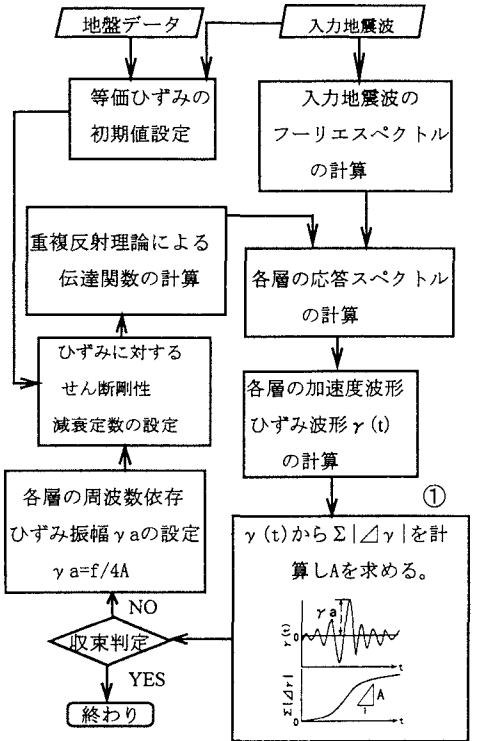 地盤データ
入力地震波
等価ひずみの
初期値設定
入力地震波の
フーリエスペクトル
の計算
重複反射理論による
伝達関数の計算
各層の応答スペクトル
の計算
ひずみに対する
せん断剛性
減衰定数の設定
各層の加速度波形
ひずみ波形γ(t)
の計算
各層の周波数依存
ひずみ振幅γaの設定
γa=f/4A
①
γ(t)からΣ|⊿γ|を計
算しAを求める。
γa
γ(t)
0
t
Σ|⊿γ|
A
1
0
t
NO
収束判定
YES
終わり